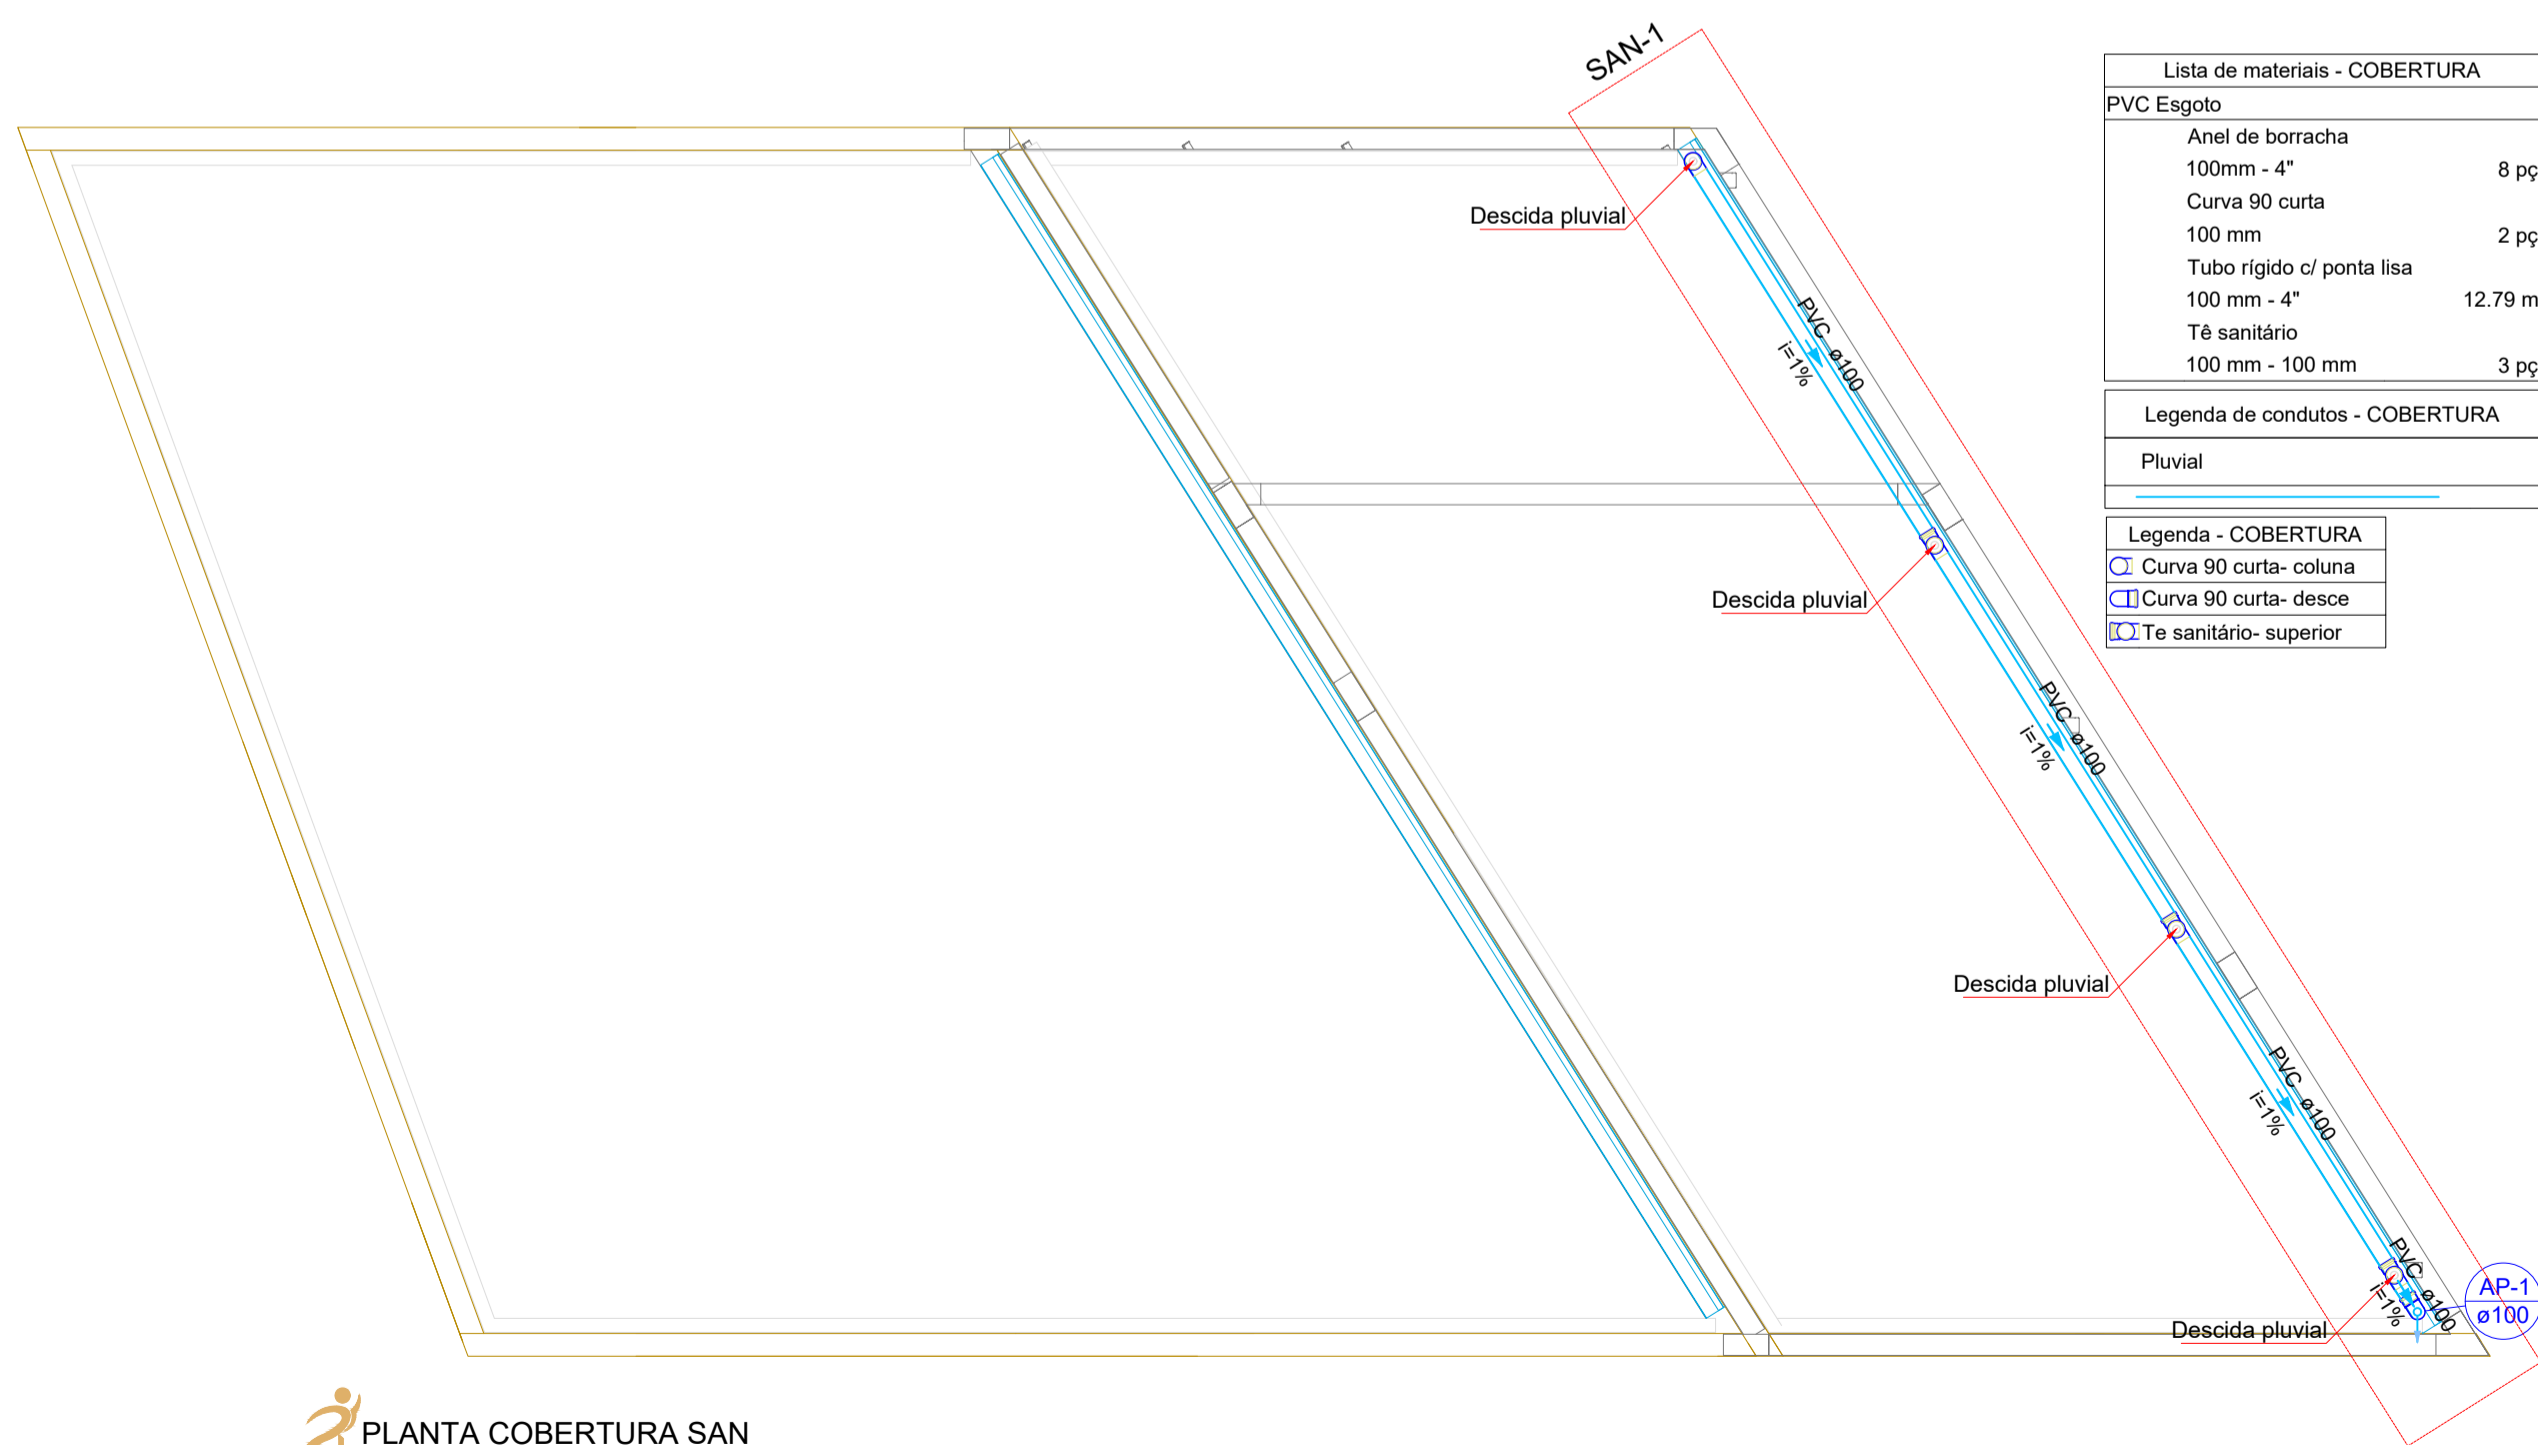 SAN-1
Descida pluvial
PVC ø100
i=1%
Descida pluvial
PVC ø100
i=1%
Descida pluvial
PVC ø100
i=1%
PVC ø100
i=1%
Descida pluvial
AP-1
ø100
Lista de materiais - COBERTURA
PVC Esgoto
Anel de borracha
100mm - 4" 8 pç
Curva 90 curta
100 mm 2 pç
Tubo rígido c/ ponta lisa
100 mm - 4" 12.79 m
Tê sanitário
100 mm - 100 mm 3 pç
Legenda de condutos - COBERTURA
Pluvial
Legenda - COBERTURA
Curva 90 curta- coluna
Curva 90 curta- desce
Te sanitário- superior
PLANTA COBERTURA SAN